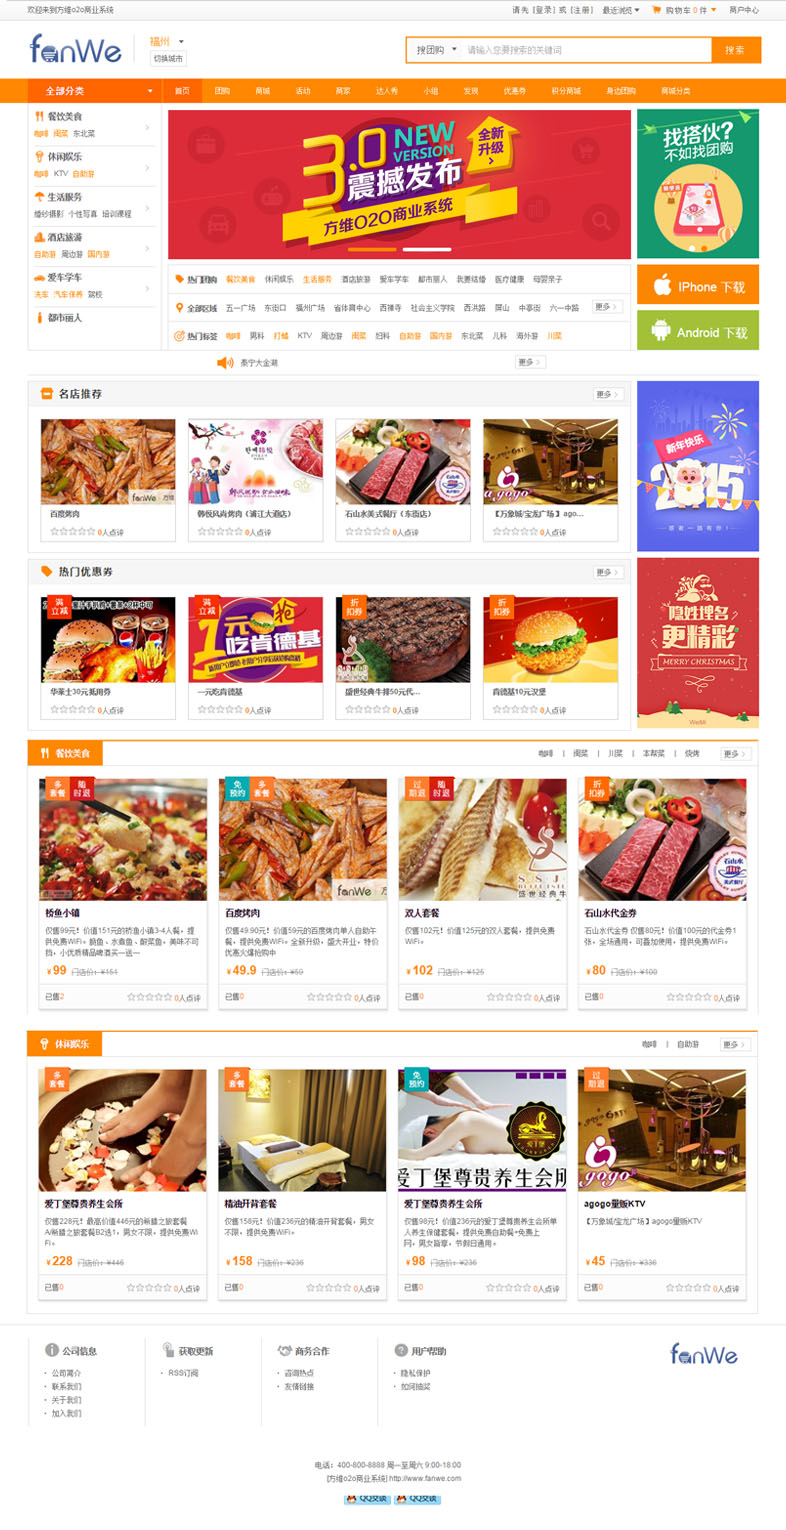 欢迎来到方维o2o商业系统
请先 [登录] 或 [注册] 最近浏览 购物车 0 件 商户中心
fanWe
福州
切换城市
搜团购 请输入您要搜索的关键词 搜索
全部分类 首页 团购 商城 活动 商家 达人秀 小组 发现 优惠券 积分商城 身边团购 商城分类
餐饮美食
咖啡 闽菜 东北菜
休闲娱乐
咖啡 KTV 自助游
生活服务
婚纱摄影 个性写真 培训课程
酒店旅游
自助游 周边游 国内游
爱车学车
洗车 汽车保养 驾校
都市丽人
3.0 NEW VERSION
震撼发布
全新升级
方维O2O商业系统
找搭伙?
不如找团购
IPhone 下载
Android 下载
热门团购 餐饮美食 休闲娱乐 生活服务 酒店旅游 爱车学车 都市丽人 我要结婚 医疗健康 母婴亲子
全部区域 五一广场 东街口 福州广场 省体育中心 西禅寺 社会主义学院 西洪路 屏山 中亭街 六一中路 更多
热门标签 咖啡 男科 打蜡 KTV 周边游 闽菜 妇科 自助游 国内游 东北菜 儿科 海外游 川菜
泰宁大金湖 更多
名店推荐 更多
百度烤肉
0人点评
韩悦风尚烤肉（浦江大道店）
0人点评
石山水美式餐厅（东街店）
0人点评
【万象城/宝龙广场】ago...
0人点评
新年快乐
2015
感谢一路有你！
热门优惠券 更多
满立减
华莱士30元抵用券
0人点评
满立减
1元抢
吃肯德基
一元吃肯德基
0人点评
折扣券
盛世经典牛排50元代...
0人点评
折扣券
肯德基10元汉堡
0人点评
隐姓埋名
更精彩
MERRY CHRISTMAS
WeiMi
餐饮美食 咖啡 | 闽菜 | 川菜 | 本帮菜 | 烧烤 更多
多套餐 随时退
桥鱼小镇
仅售99元！价值151元的桥鱼小镇3-4人餐，提
供免费WiFi。脆鱼、水煮鱼、酸菜鱼，美味不可
挡，小优质精品啤酒买一送一
¥99 门店价：¥151
已售2 0人点评
免预约 多套餐
fanWe
百度烤肉
仅售49.90元！价值59元的百度烤肉单人自助午
餐，提供免费WiFi。全新升级，盛大开业，特价
优惠火爆抢购中
¥49.9 门店价：¥59
已售0 0人点评
过期退 随时退
盛世经典牛
双人套餐
仅售102元！价值125元的双人套餐，提供免费
WiFi。
¥102 门店价：¥125
已售0 0人点评
折扣券
石山水
石山水代金券
石山水代金券 仅售80元！价值100元的代金券1
张，全场通用，可叠加使用，提供免费WiFi。
¥80 门店价：¥100
已售0 0人点评
休闲娱乐 咖啡 | 自助游 更多
多套餐
爱丁堡尊贵养生会所
仅售228元！最高价值446元的新婚之旅套餐
A/新婚之旅套餐B2选1，男女不限，提供免费Wi
Fi。
¥228 门店价：¥446
已售0 0人点评
多套餐
精油开背套餐
仅售158元！价值236元的精油开背套餐，男女
不限，提供免费WiFi。
¥158 门店价：¥236
已售0 0人点评
免预约
爱丁堡
爱丁堡尊贵养生会所
爱丁堡尊贵养生会所
仅售98元！价值236元的爱丁堡尊贵养生会所单
人养生保健套餐，提供免费自助餐+免费上
网，男女皆享，节假日通用。
¥98 门店价：¥236
已售0 0人点评
过期退
agogo
agogo量贩KTV
【万象城/宝龙广场】agogo量贩KTV
¥45 门店价：¥336
已售0 0人点评
公司信息
公司简介
联系我们
关于我们
加入我们
获取更新
RSS订阅
商务合作
咨询热点
友情链接
用户帮助
隐私保护
如何抽奖
fanWe
电话：400-800-8888 周一至周六 9:00-18:00
[方维o2o商业系统] http://www.fanwe.com
QQ交谈 QQ交谈